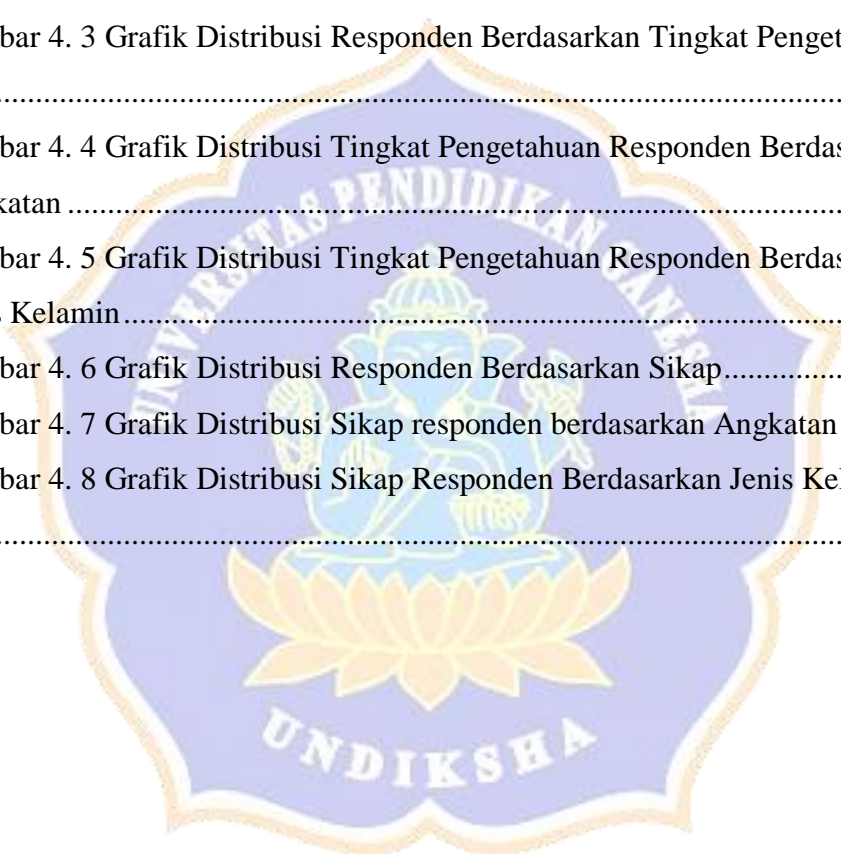 bar 4. 3 Grafik Distribusi Responden Berdasarkan Tingkat Penget
....................................................................................................
bar 4. 4 Grafik Distribusi Tingkat Pengetahuan Responden Berdas
katan ....................................................................................................
bar 4. 5 Grafik Distribusi Tingkat Pengetahuan Responden Berdas
s Kelamin....................................................................................................
bar 4. 6 Grafik Distribusi Responden Berdasarkan Sikap................
bar 4. 7 Grafik Distribusi Sikap responden berdasarkan Angkatan
bar 4. 8 Grafik Distribusi Sikap Responden Berdasarkan Jenis Kel
....................................................................................................
UNIVERSITAS PENDIDIKAN GANESHA
UNDIKSHA